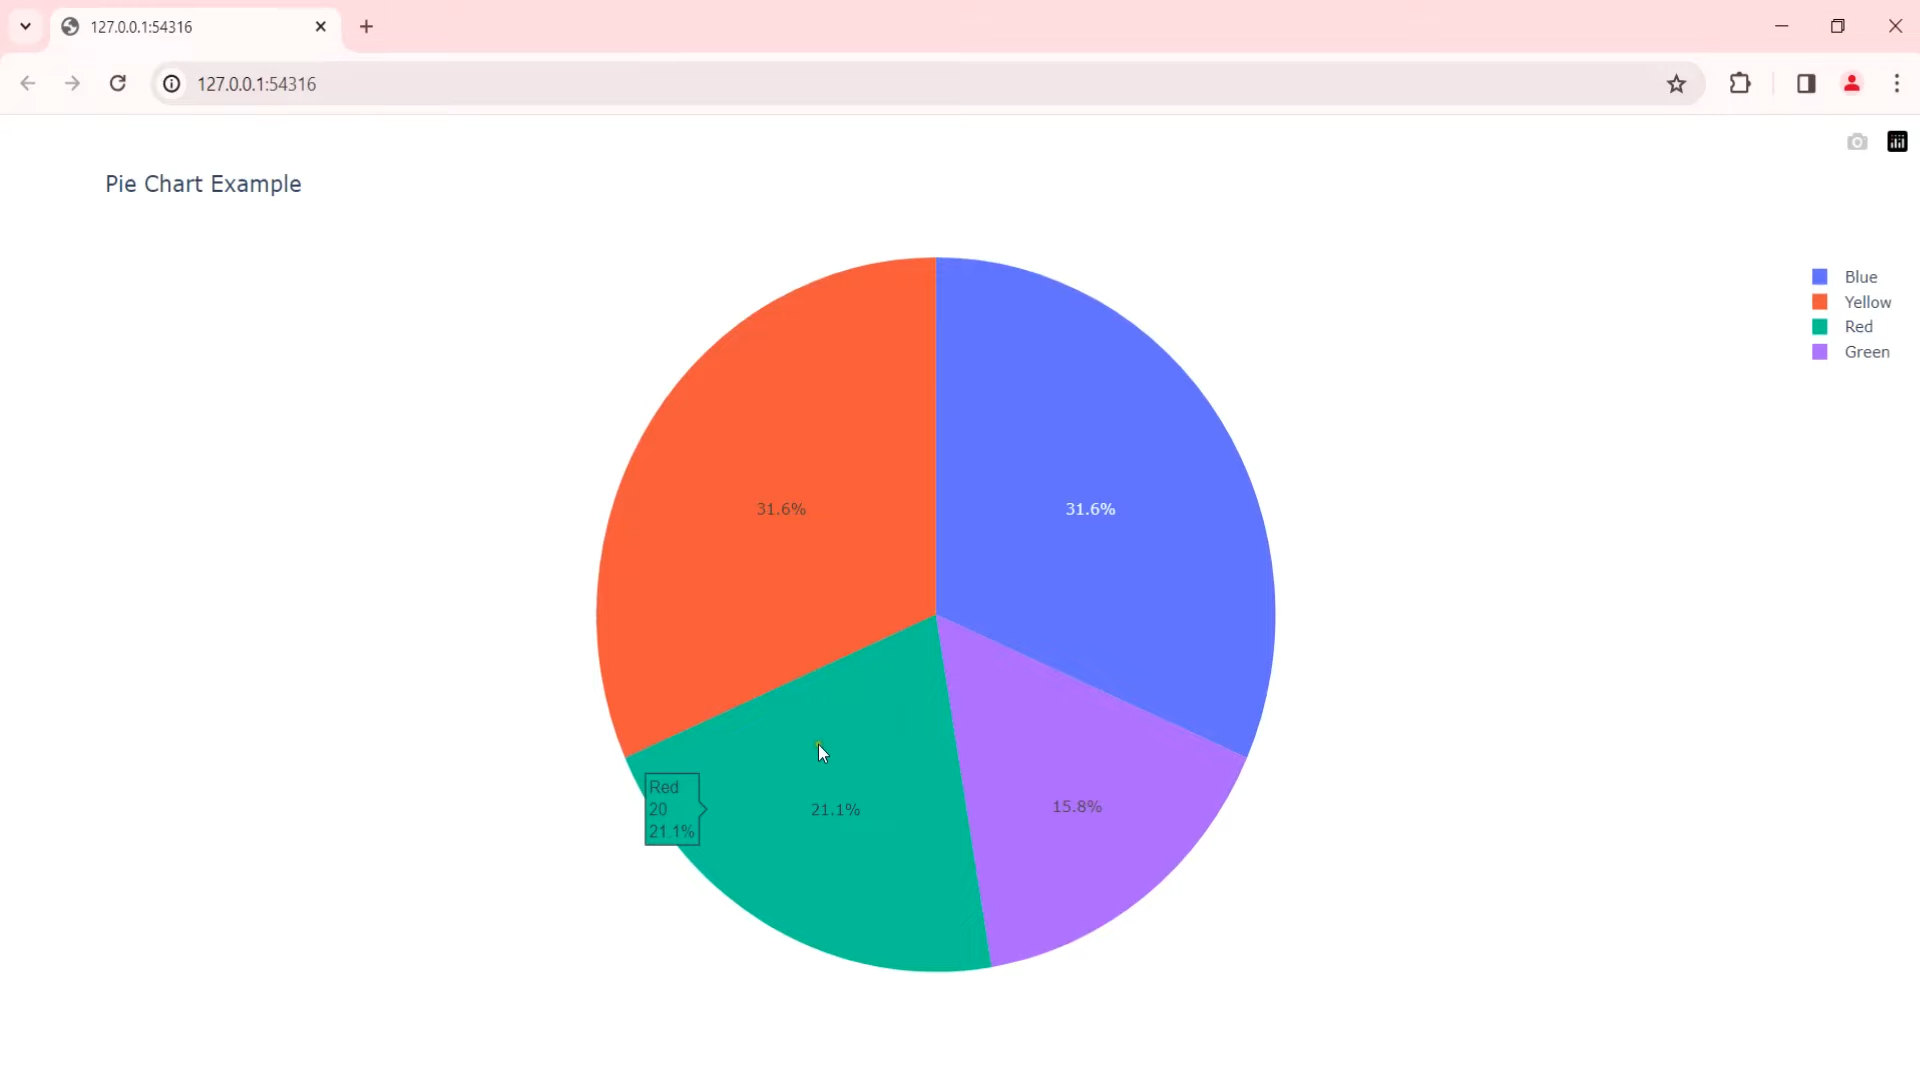 127.0.0.1:54316
127.0.0.1:54316
Pie Chart Example
Blue
Yellow
Red
Green
31.6%
31.6%
Red
20
21.1%
21.1%
15.8%